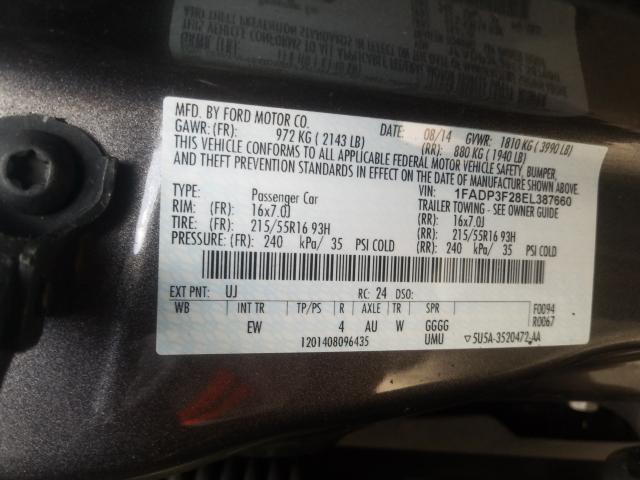 MFD. BY FORD MOTOR CO.
DATE: 08/14 GVWR: 1810 KG ( 3990 LB)
GAWR: (FR): 972 KG ( 2143 LB) (RR): 880 KG ( 1940 LB)
THIS VEHICLE CONFORMS TO ALL APPLICABLE FEDERAL MOTOR VEHICLE SAFETY, BUMPER,
AND THEFT PREVENTION STANDARDS IN EFFECT ON THE DATE OF MANUFACTURE SHOWN ABOVE.
VIN: 1FADP3F28EL387660
TYPE: Passenger Car TRAILER TOWING - SEE OWNER GUIDE
RIM: (FR): 16x7.0J (RR): 16x7.0J
TIRE: (FR): 215/55R16 93H (RR): 215/55R16 93H
PRESSURE: (FR): 240 kPa/ 35 PSI COLD (RR): 240 kPa/ 35 PSI COLD
EXT PNT: UJ RC: 24 DSO:
WB INT TR TP/PS R AXLE TR SPR F0094
EW 4 AU W GGGG R0067
1201408096435 UMU ▽5U5A-3520472-AA